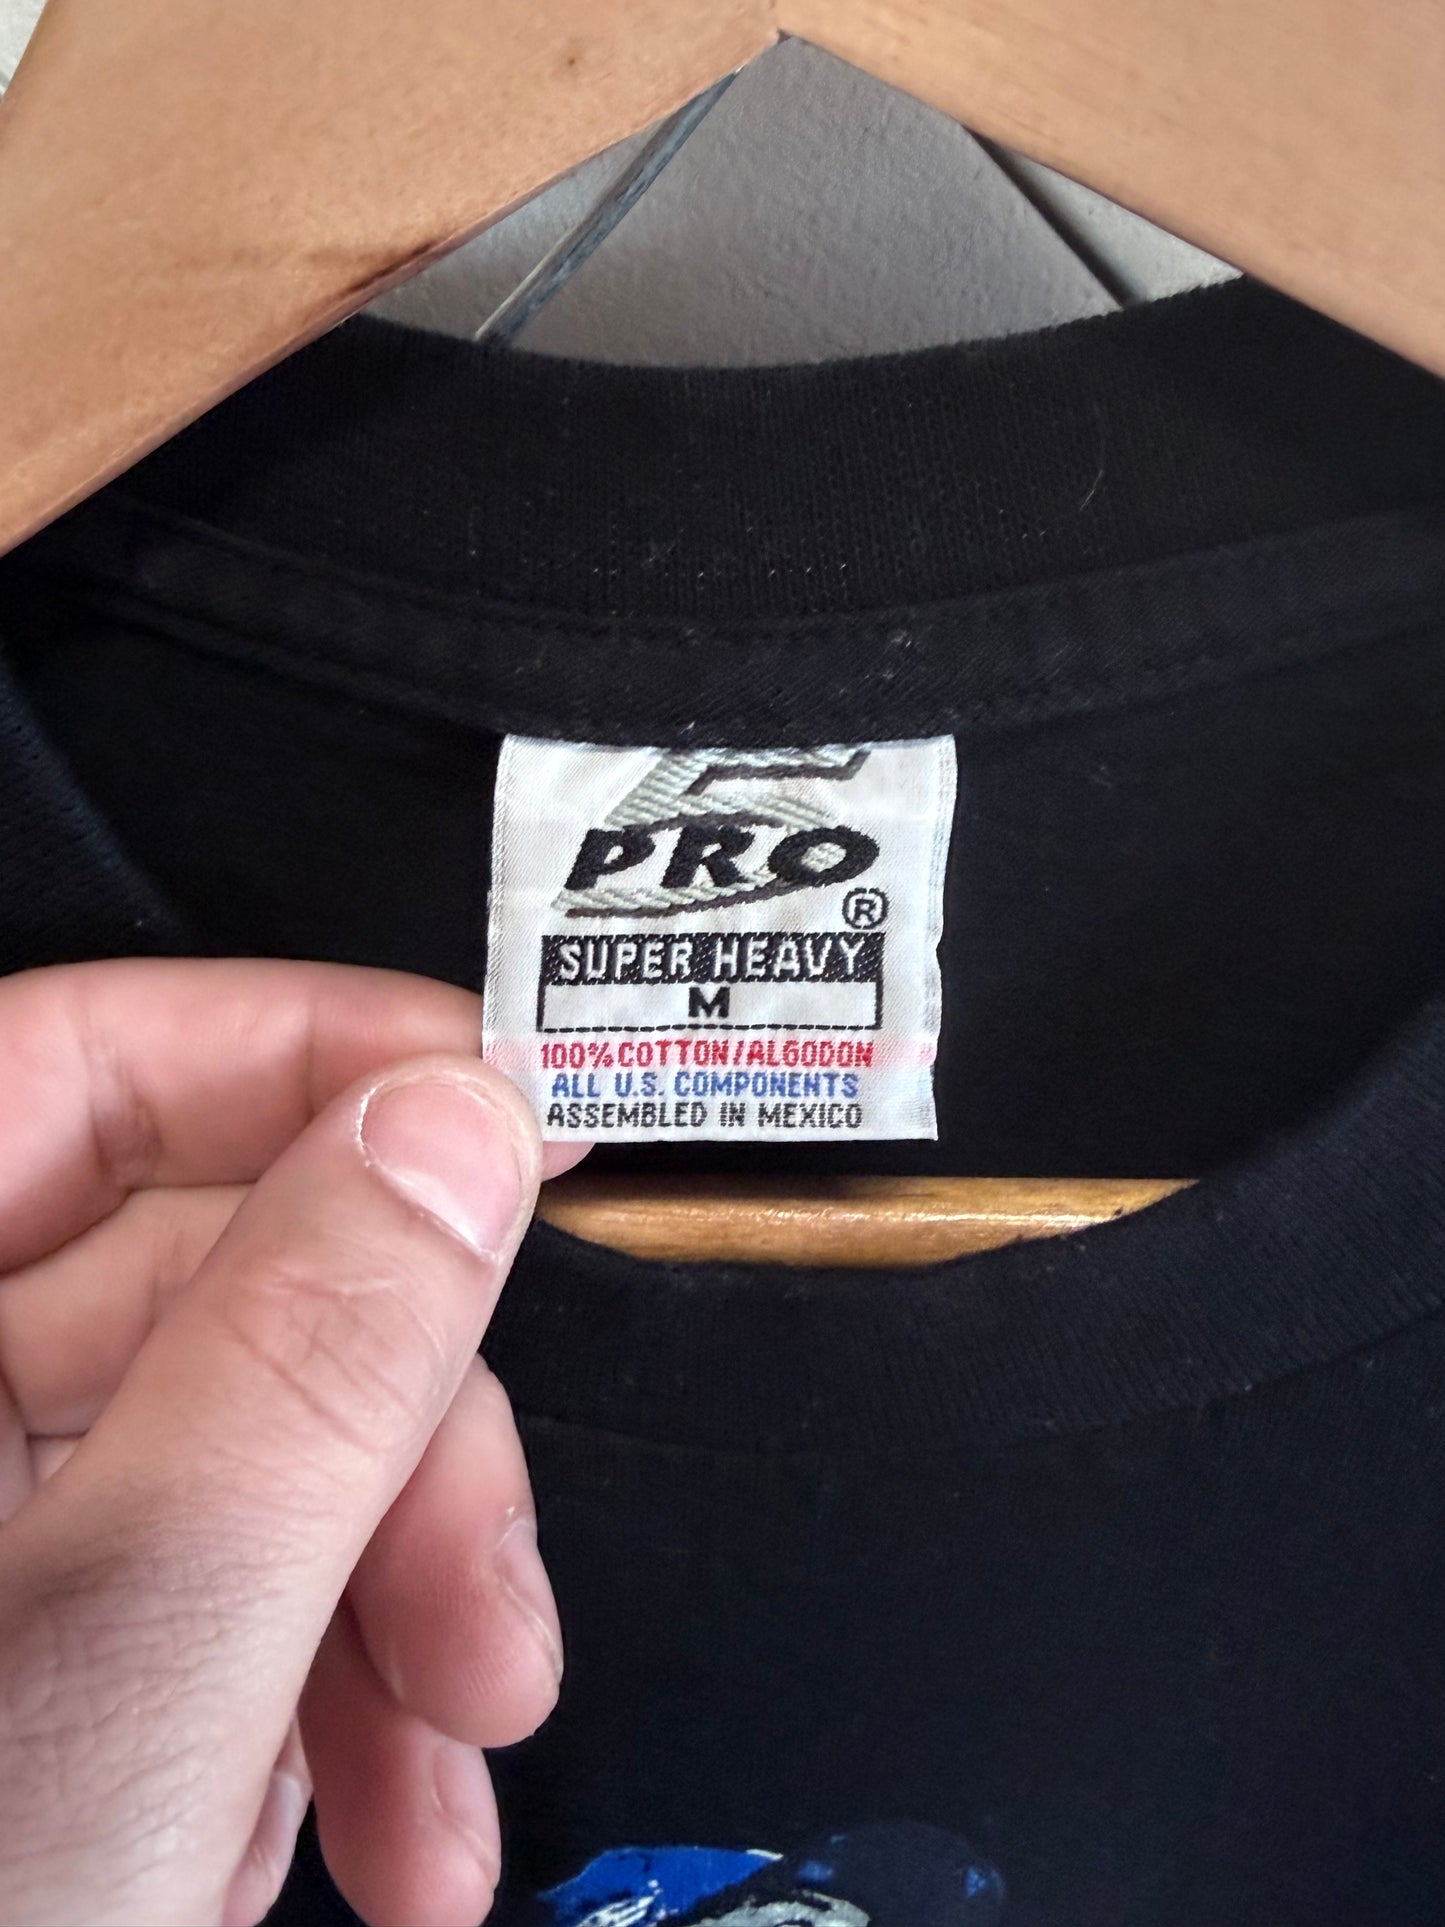 PRO
®
SUPER HEAVY
M
100% COTTON/ALGODON
ALL U.S. COMPONENTS
ASSEMBLED IN MEXICO